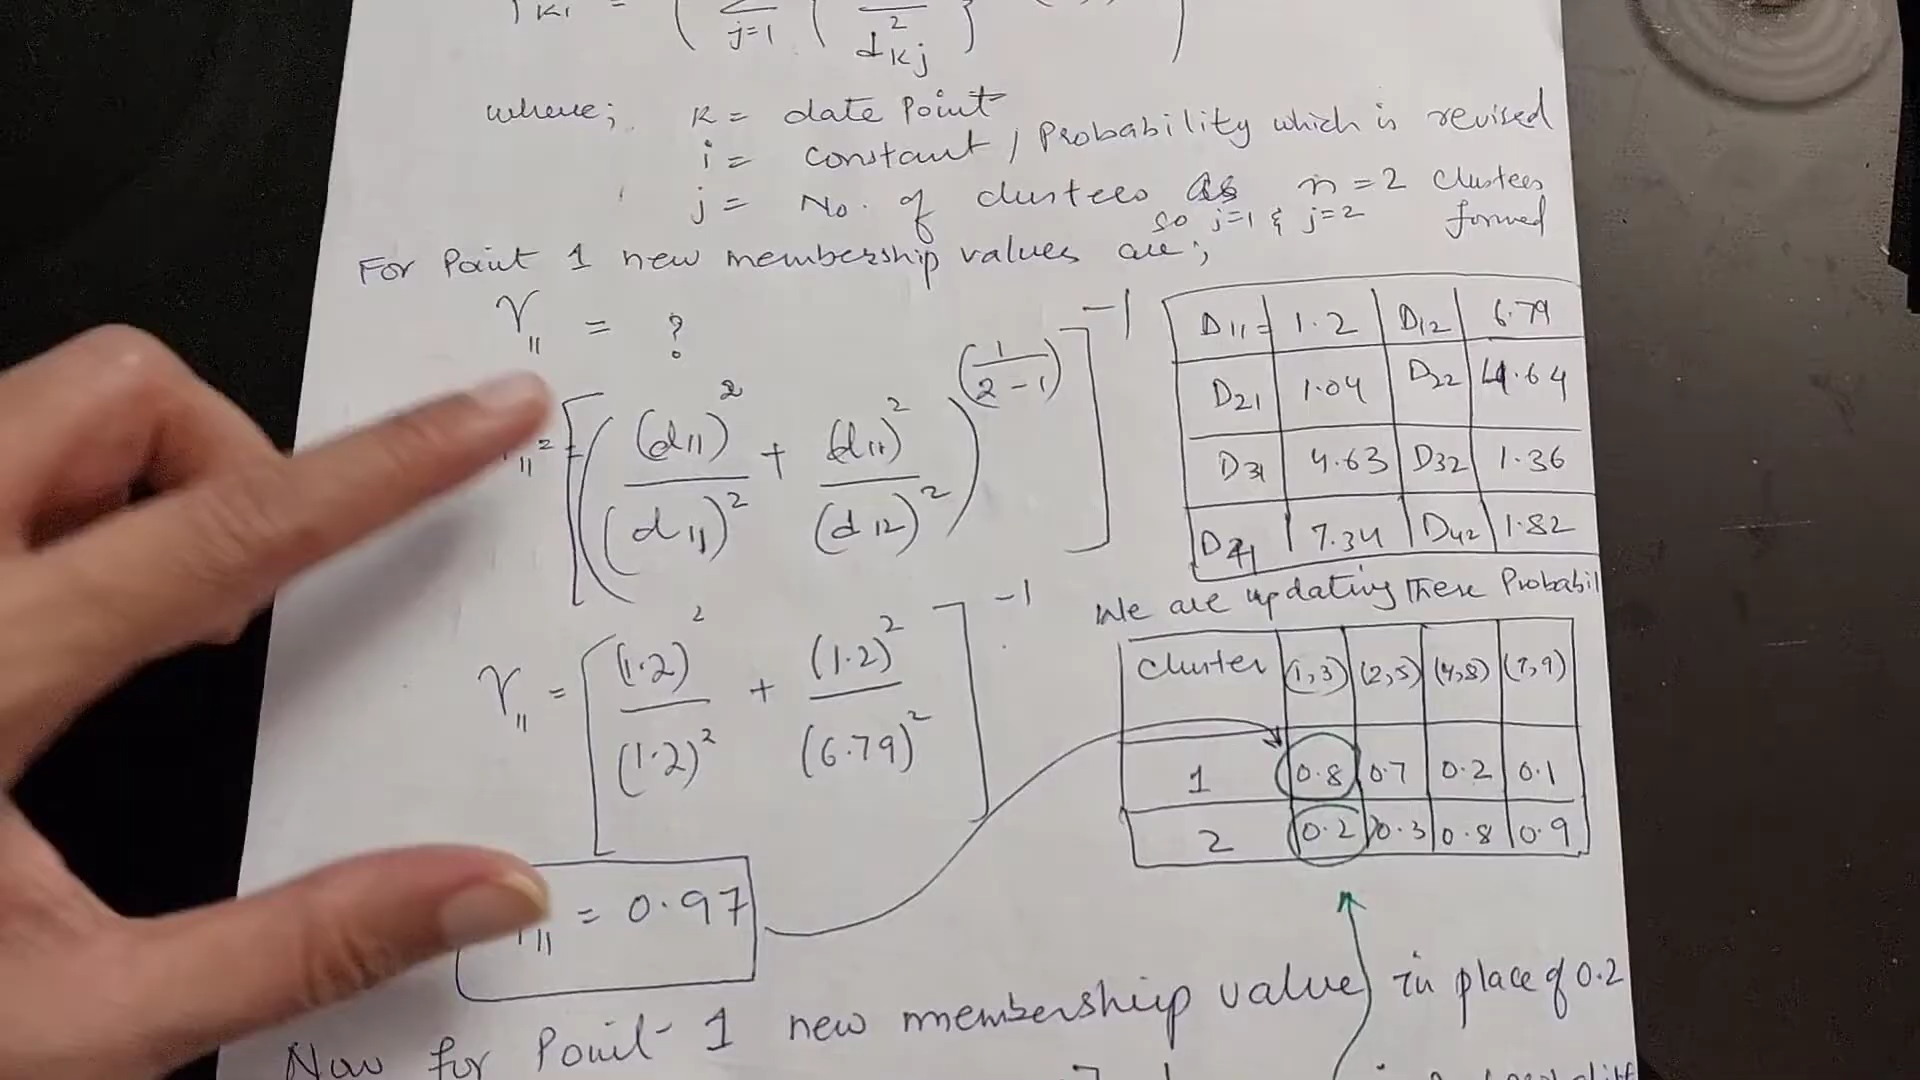 j=1 d²kj
where; K = date Point
i = constant / Probability which is revised
j = No. of clusters as n = 2 clusters formed
so j=1 & j=2
For Point 1 new membership values are;
γ11 = ?
[((d11)²/(d11)² + (d11)²/(d12)²)^(1/(2-1))]^-1
γ11 = [(1.2)²/(1.2)² + (1.2)²/(6.79)²]^-1
= 0.97
D11= 1.2 D12 6.79
D21 1.04 D22 4.64
D31 4.63 D32 1.36
D41 7.34 D42 1.82
We are updating These Probabil
cluster (1,3) (2,5) (4,8) (7,9)
1 0.8 0.7 0.2 0.1
2 0.2 0.3 0.8 0.9
Now for Point 1 new membership value in place of 0.2